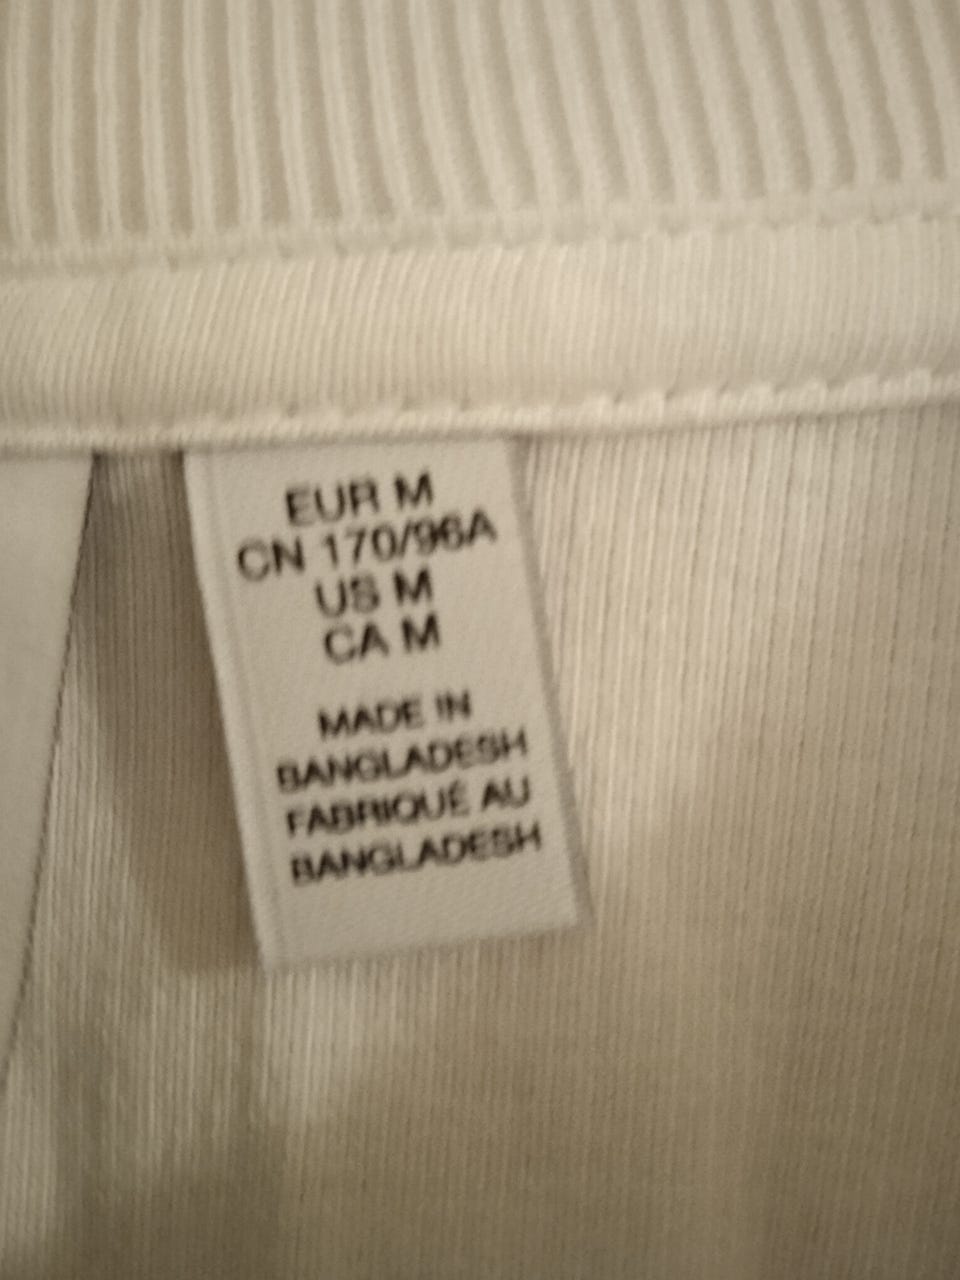 EUR M
CN 170/96A
US M
CA M
MADE IN
BANGLADESH
FABRIQUÉ AU
BANGLADESH